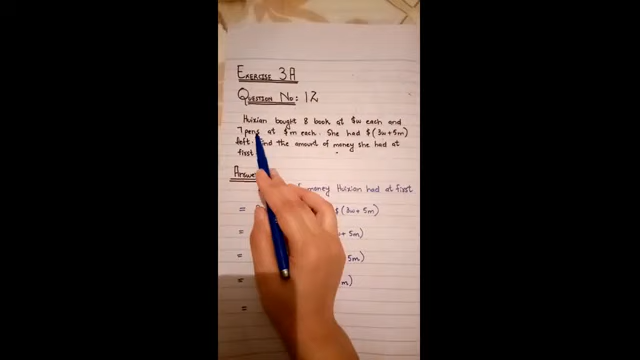 EXERCISE 3A
QUESTION NO: 12
Huixian bought 8 book at $w each and
7 pens at $m each. She had $(3w+5m)
left. Find the amount of money she had at
first
Answ of money Huixian had at first
= $(3w+5m)
= w+5m)
= 5m)
= m)
=